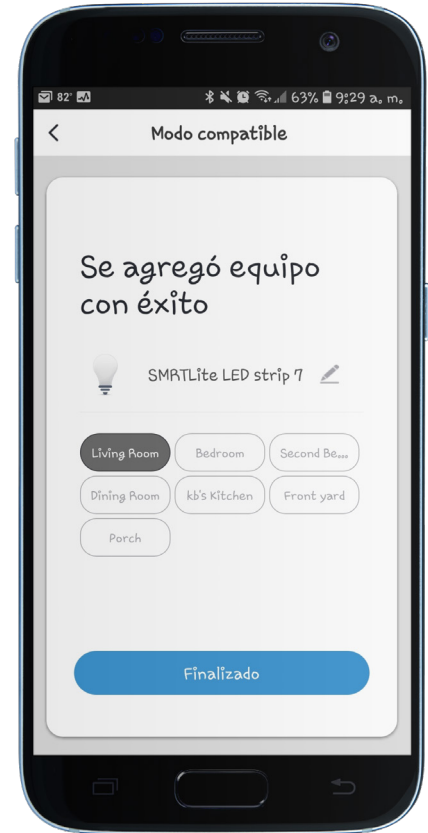 82° 63% 9:29 a. m.
Modo compatible
Se agregó equipo
con éxito
SMRTLite LED strip 7
Living Room Bedroom Second Be...
Dining Room kb's Kitchen Front yard
Porch
Finalizado